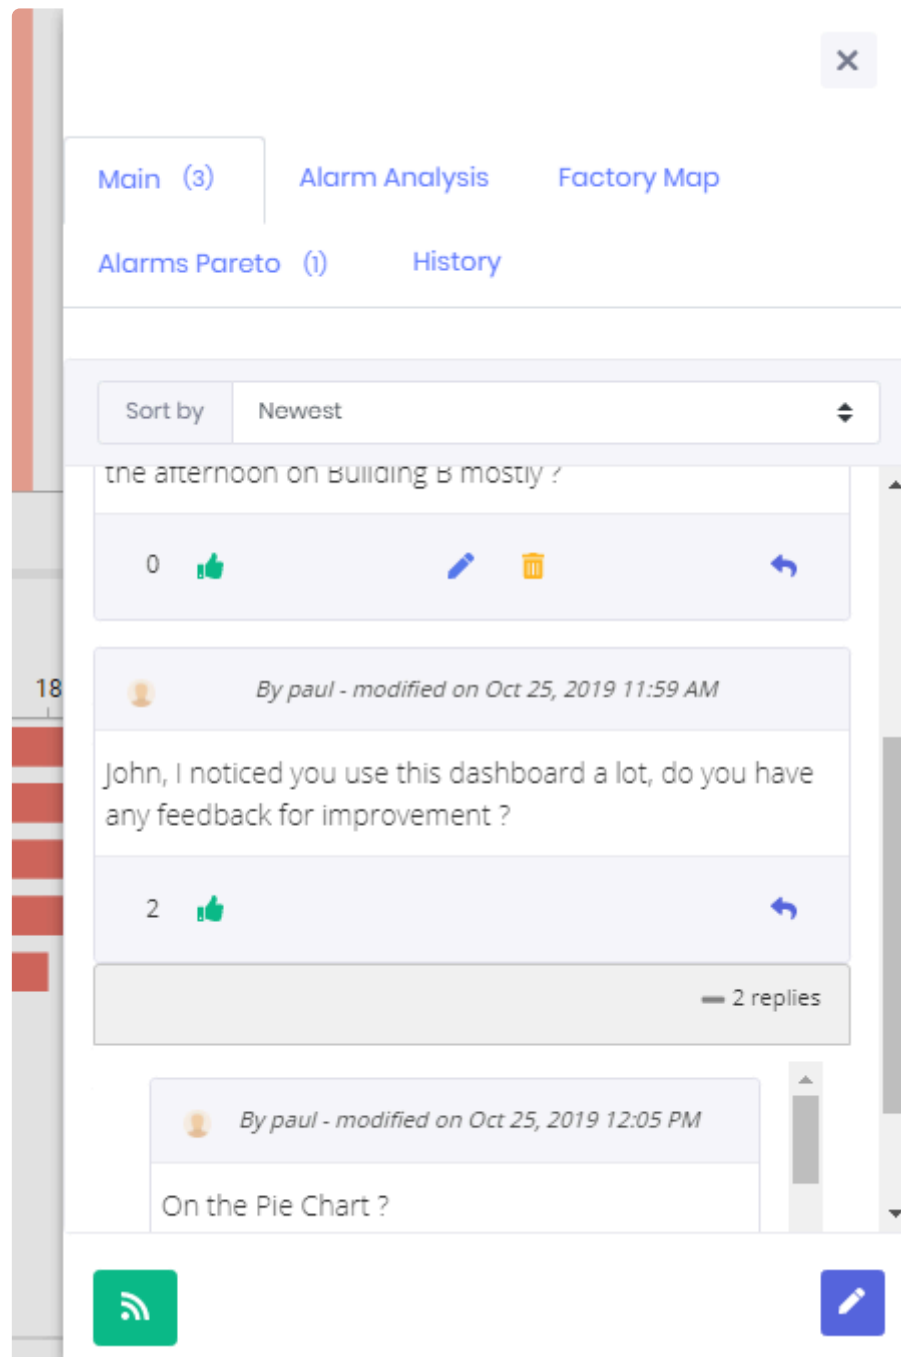 Main (3) Alarm Analysis Factory Map
Alarms Pareto (1) History
Sort by Newest
the afternoon on Building B mostly ?
0
18
By paul - modified on Oct 25, 2019 11:59 AM
John, I noticed you use this dashboard a lot, do you have
any feedback for improvement ?
2
2 replies
By paul - modified on Oct 25, 2019 12:05 PM
On the Pie Chart ?